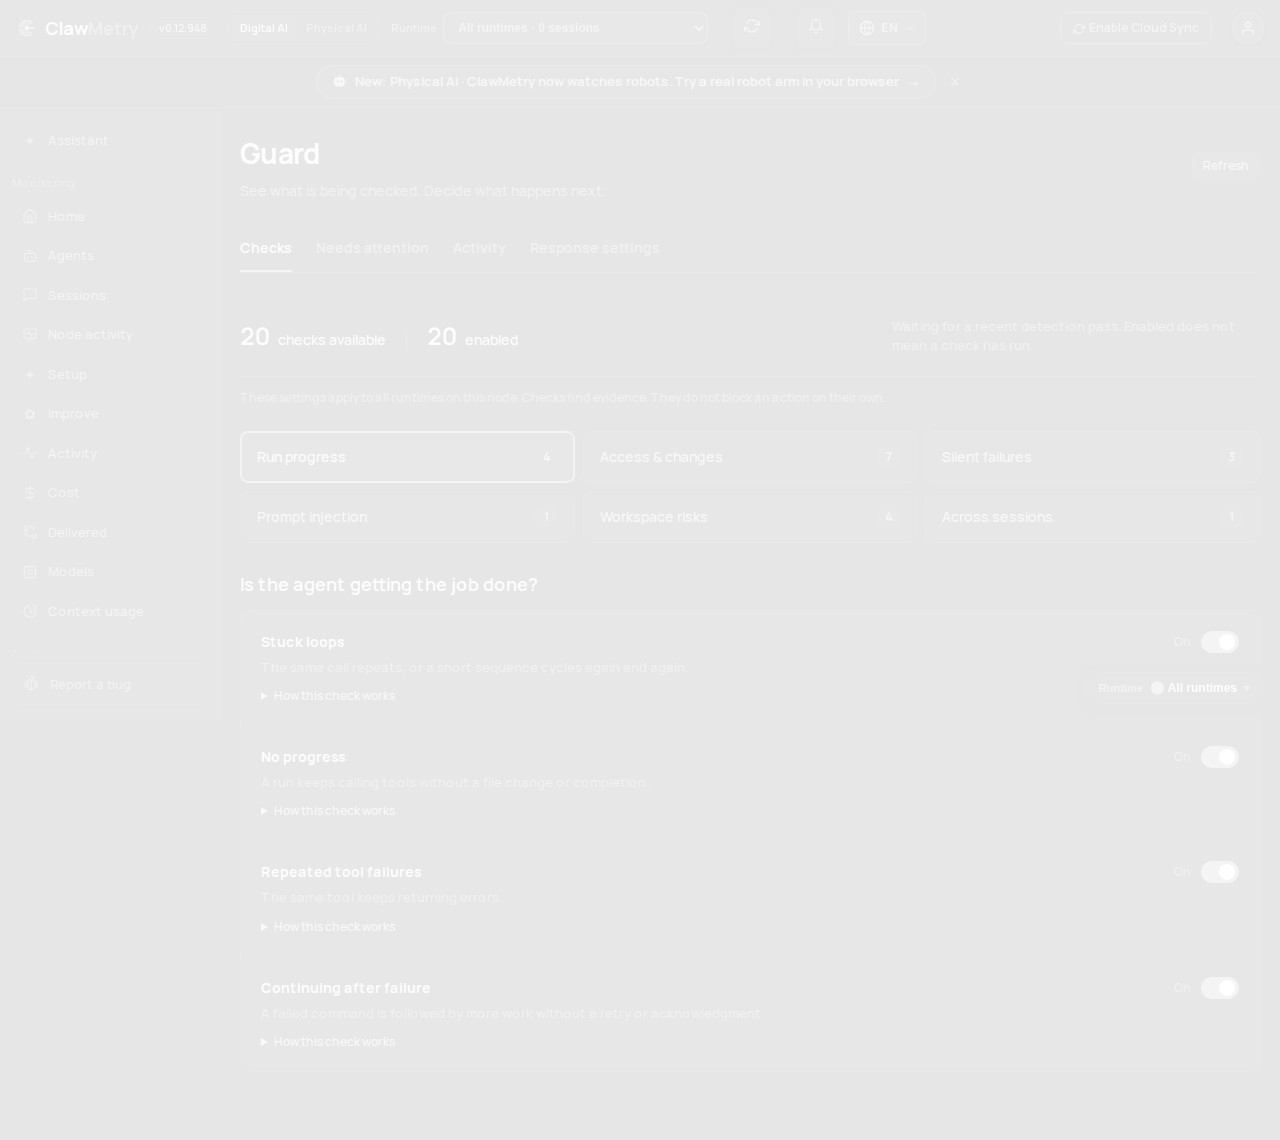 ClawMetry v0.12.948 Digital AI Physical AI Runtime All runtimes - 0 sessions EN Enable Cloud Sync
New: Physical AI · ClawMetry now watches robots. Try a real robot arm in your browser →
×
Assistant
Monitoring
Home
Agents
Sessions
Node activity
Setup
Improve
Activity
Cost
Delivered
Models
Context usage
Report a bug
Guard
See what is being checked. Decide what happens next.
Refresh
Checks Needs attention Activity Response settings
20 checks available 20 enabled
Waiting for a recent detection pass. Enabled does not
mean a check has run.
These settings apply to all runtimes on this node. Checks find evidence. They do not block an action on their own.
Run progress 4
Access & changes 7
Silent failures 3
Prompt injection 1
Workspace risks 4
Across sessions 1
Is the agent getting the job done?
Stuck loops On
The same call repeats, or a short sequence cycles again and again.
▶ How this check works
Runtime All runtimes ▾
No progress On
A run keeps calling tools without a file change or completion.
▶ How this check works
Repeated tool failures On
The same tool keeps returning errors.
▶ How this check works
Continuing after failure On
A failed command is followed by more work without a retry or acknowledgment.
▶ How this check works